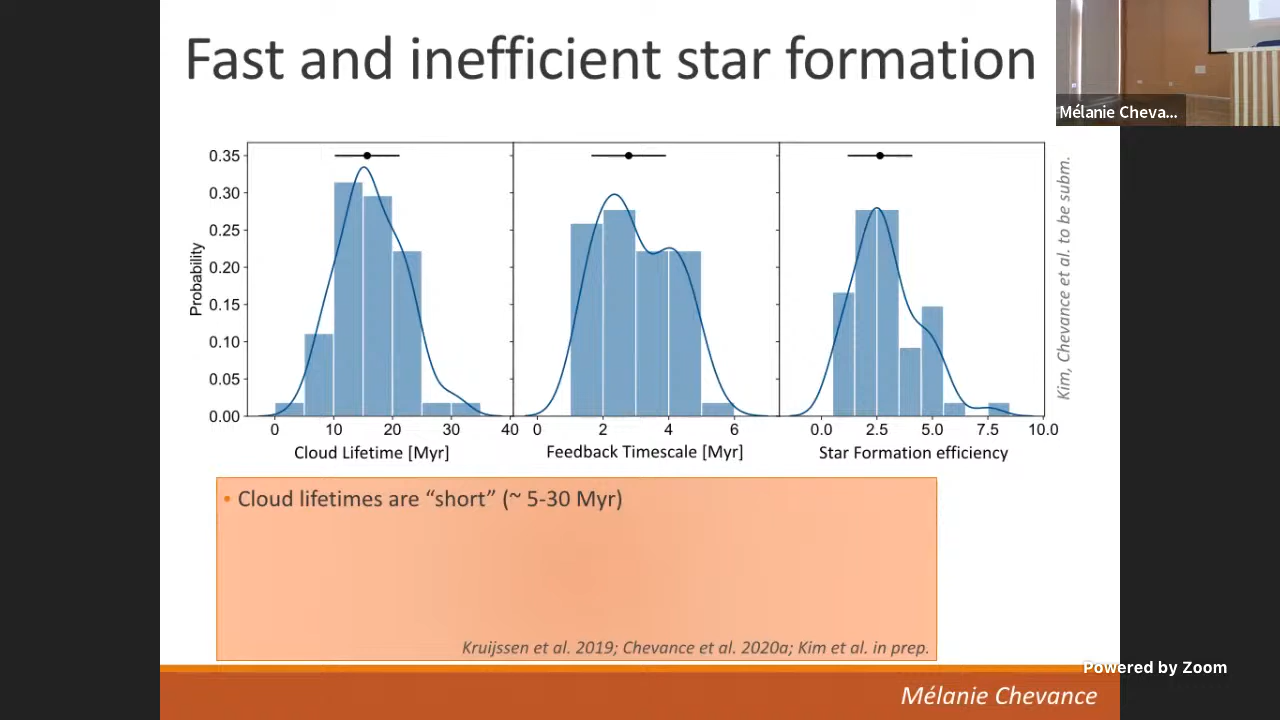 Fast and inefficient star formation
Mélanie Cheva...
0.35
0.30
0.25
0.20
0.15
0.10
0.05
0.00
Probability
0 10 20 30 40 0 2 4 6 0.0 2.5 5.0 7.5 10.0
Cloud Lifetime [Myr] Feedback Timescale [Myr] Star Formation efficiency
Kim, Chevance et al. to be subm.
• Cloud lifetimes are “short” (~ 5-30 Myr)
Kruijssen et al. 2019; Chevance et al. 2020a; Kim et al. in prep.
Powered by Zoom
Mélanie Chevance